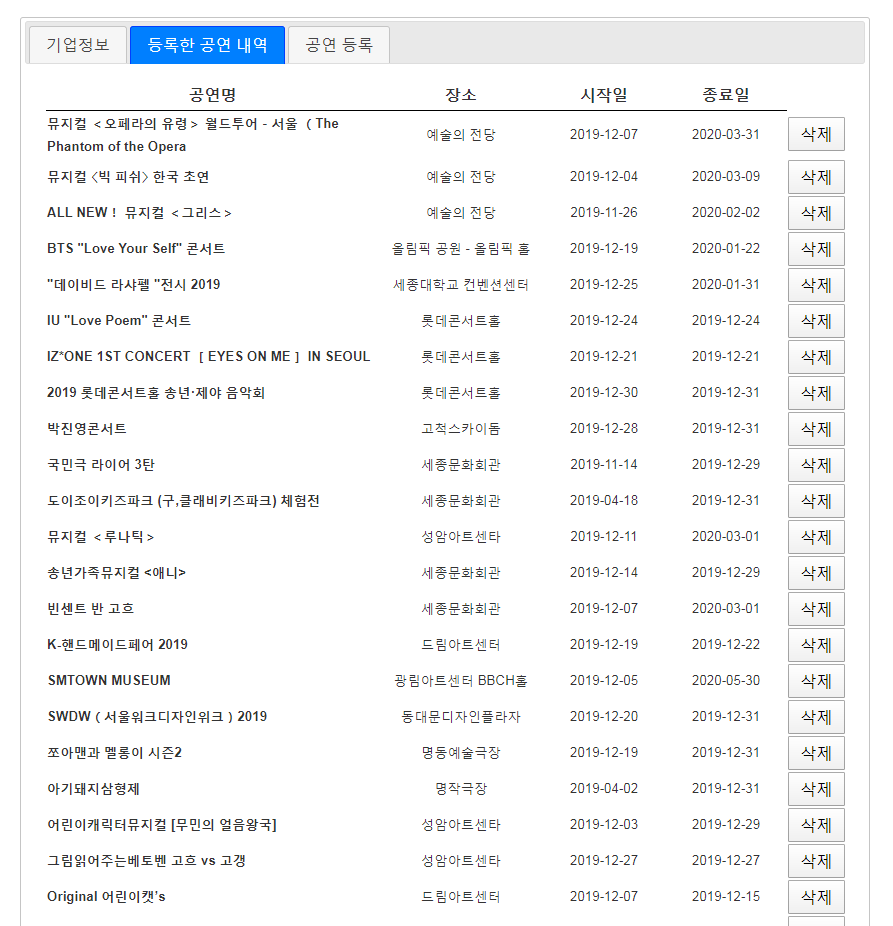 기업정보 등록한 공연 내역 공연 등록
공연명 장소 시작일 종료일
뮤지컬 <오페라의 유령> 월드투어 - 서울 ( The
Phantom of the Opera 예술의 전당 2019-12-07 2020-03-31 삭제
뮤지컬 〈빅 피쉬〉 한국 초연 예술의 전당 2019-12-04 2020-03-09 삭제
ALL NEW! 뮤지컬 <그리스> 예술의 전당 2019-11-26 2020-02-02 삭제
BTS "Love Your Self" 콘서트 올림픽 공원 - 올림픽 홀 2019-12-19 2020-01-22 삭제
"데이비드 라샤펠 "전시 2019 세종대학교 컨벤션센터 2019-12-25 2020-01-31 삭제
IU "Love Poem" 콘서트 롯데콘서트홀 2019-12-24 2019-12-24 삭제
IZ*ONE 1ST CONCERT [ EYES ON ME ] IN SEOUL 롯데콘서트홀 2019-12-21 2019-12-21 삭제
2019 롯데콘서트홀 송년·제야 음악회 롯데콘서트홀 2019-12-30 2019-12-31 삭제
박진영콘서트 고척스카이돔 2019-12-28 2019-12-31 삭제
국민극 라이어 3탄 세종문화회관 2019-11-14 2019-12-29 삭제
도이조이키즈파크 (구,클래비키즈파크) 체험전 세종문화회관 2019-04-18 2019-12-31 삭제
뮤지컬 <루나틱> 성암아트센타 2019-12-11 2020-03-01 삭제
송년가족뮤지컬 <애니> 세종문화회관 2019-12-14 2019-12-29 삭제
빈센트 반 고흐 세종문화회관 2019-12-07 2020-03-01 삭제
K-핸드메이드페어 2019 드림아트센터 2019-12-19 2019-12-22 삭제
SMTOWN MUSEUM 광림아트센터 BBCH홀 2019-12-05 2020-05-30 삭제
SWDW ( 서울워크디자인위크 ) 2019 동대문디자인플라자 2019-12-20 2019-12-31 삭제
쪼아맨과 멜롱이 시즌2 명동예술극장 2019-12-19 2019-12-31 삭제
아기돼지삼형제 명작극장 2019-04-02 2019-12-31 삭제
어린이캐릭터뮤지컬 [무민의 얼음왕국] 성암아트센타 2019-12-03 2019-12-29 삭제
그림읽어주는베토벤 고흐 vs 고갱 성암아트센타 2019-12-27 2019-12-27 삭제
Original 어린이캣's 드림아트센터 2019-12-07 2019-12-15 삭제